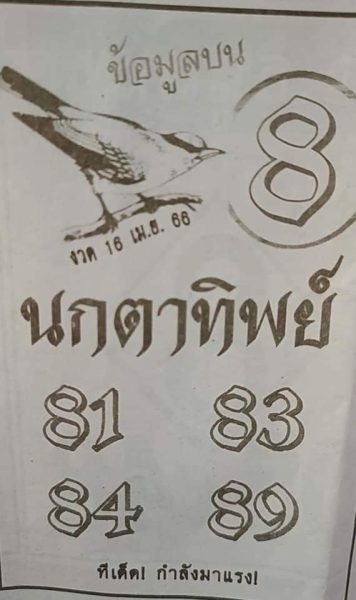 ข้อมูลบน
8
งวด 16 เม.ย. 66
นกตาทิพย์
81 83
84 89
ทีเด็ด! กำลังมาแรง!